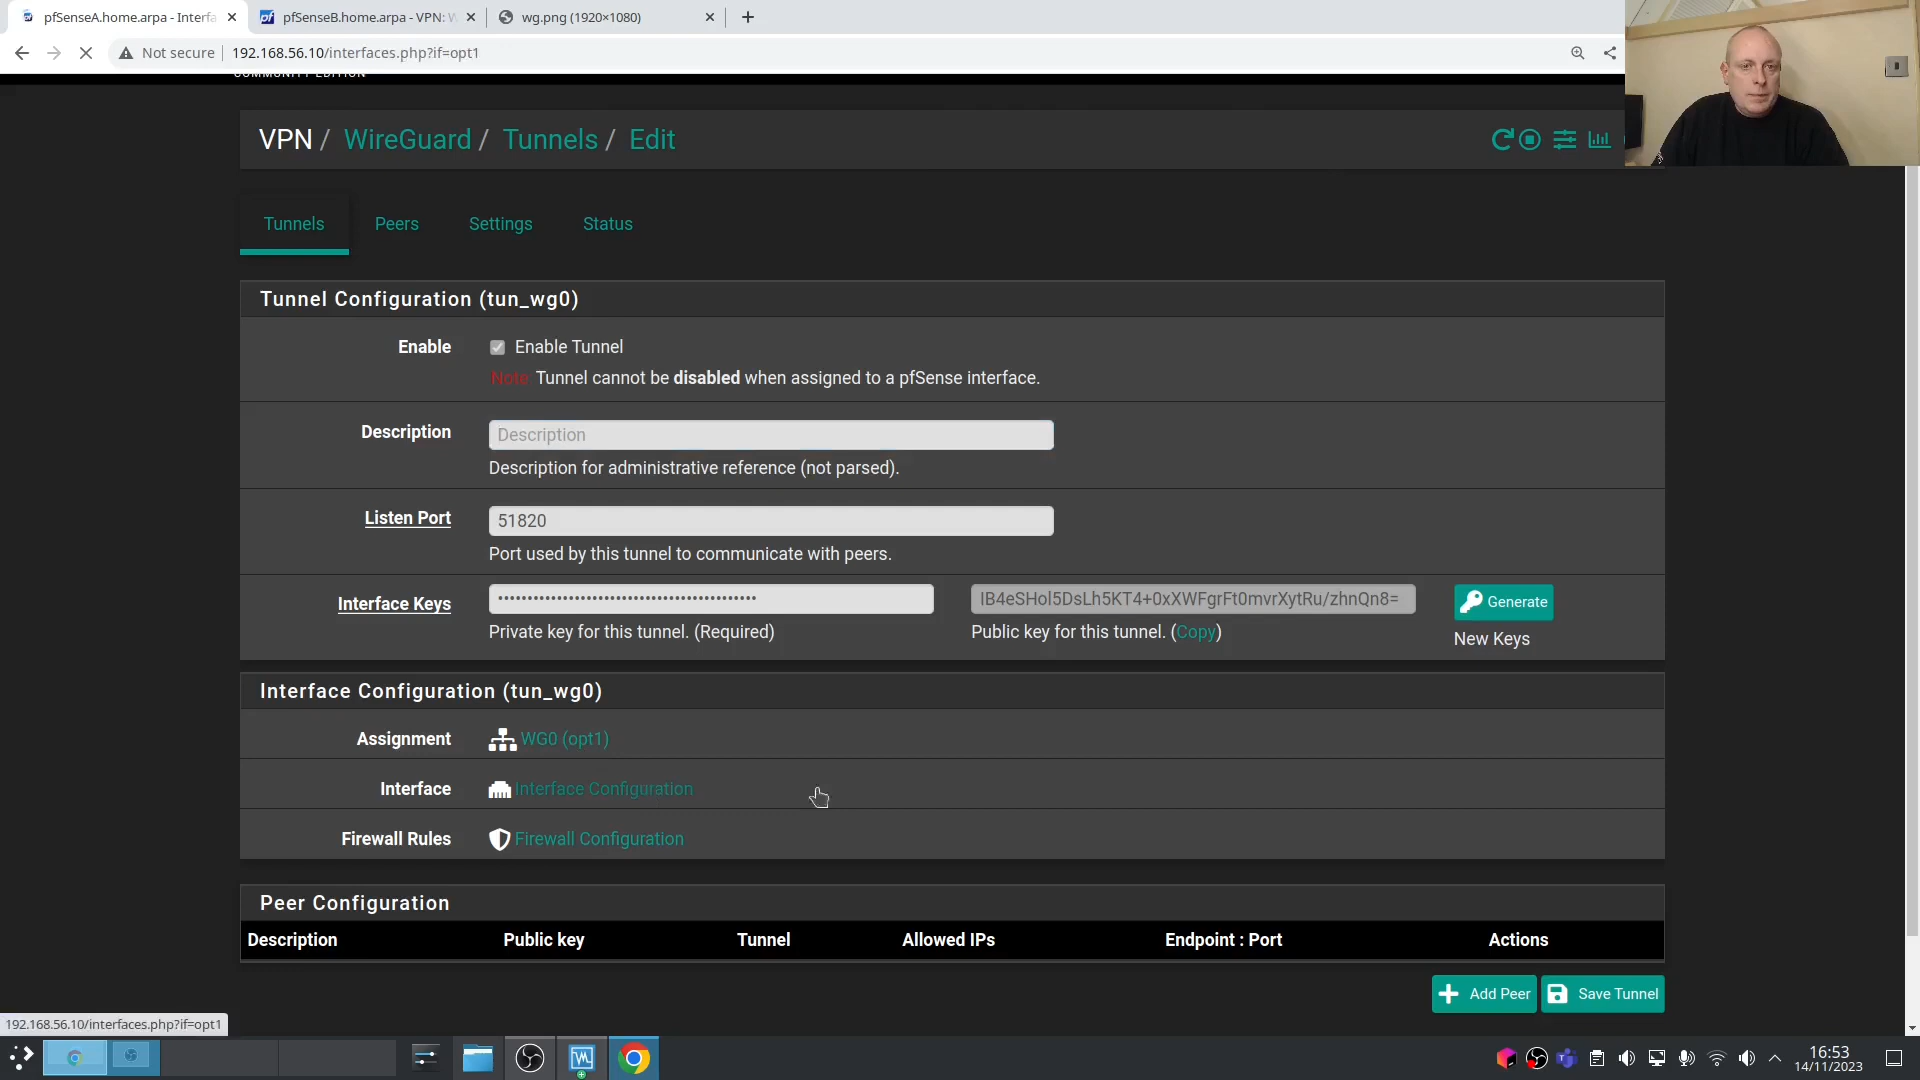 pfSenseA.home.arpa - Interfa
pfSenseB.home.arpa - VPN: W
wg.png (1920×1080)
Not secure
192.168.56.10/interfaces.php?if=opt1
COMMUNITY EDITION
VPN / WireGuard / Tunnels / Edit
Tunnels
Peers
Settings
Status
Tunnel Configuration (tun_wg0)
Enable
Enable Tunnel
Note: Tunnel cannot be disabled when assigned to a pfSense interface.
Description
Description
Description for administrative reference (not parsed).
Listen Port
51820
Port used by this tunnel to communicate with peers.
Interface Keys
IB4eSHol5DsLh5KT4+0xXWFgrFt0mvrXytRu/zhnQn8=
Generate
Private key for this tunnel. (Required)
Public key for this tunnel. (Copy)
New Keys
Interface Configuration (tun_wg0)
Assignment
WG0 (opt1)
Interface
Interface Configuration
Firewall Rules
Firewall Configuration
Peer Configuration
Description Public key Tunnel Allowed IPs Endpoint : Port Actions
Add Peer
Save Tunnel
192.168.56.10/interfaces.php?if=opt1
16:53
14/11/2023